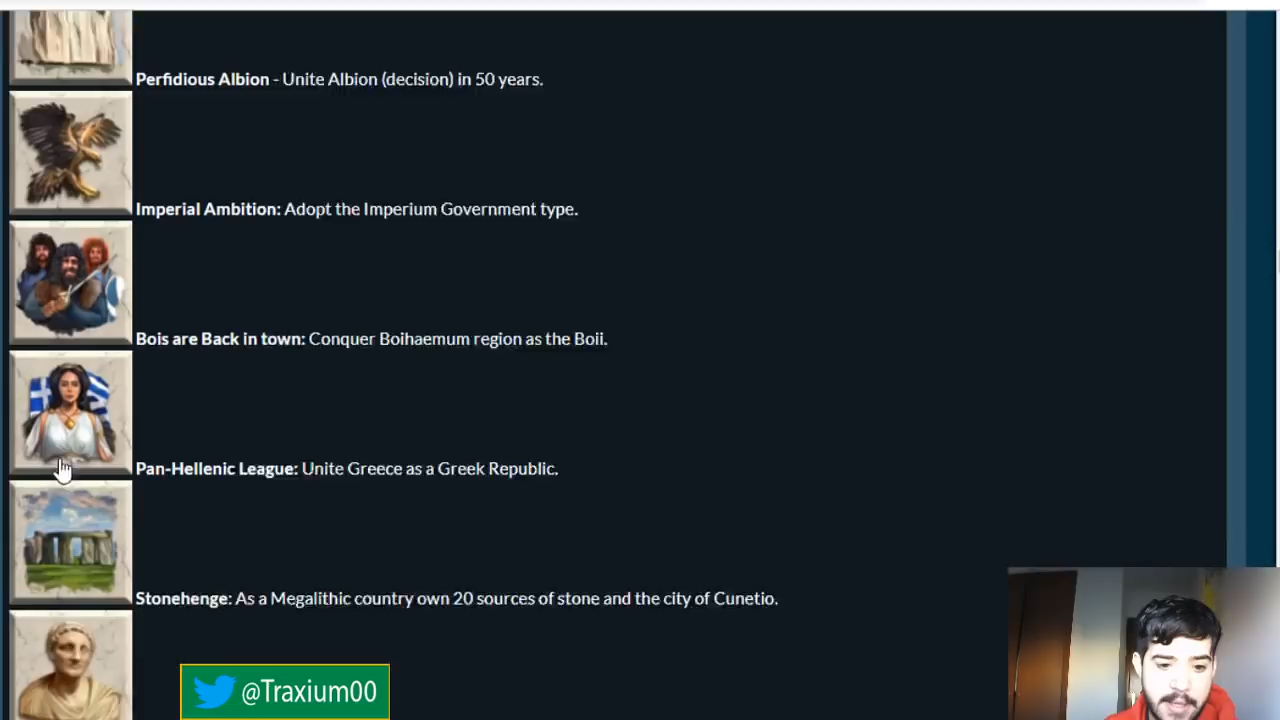 Perfidious Albion - Unite Albion (decision) in 50 years.
Imperial Ambition: Adopt the Imperium Government type.
Bois are Back in town: Conquer Boihaemum region as the Boii.
Pan-Hellenic League: Unite Greece as a Greek Republic.
Stonehenge: As a Megalithic country own 20 sources of stone and the city of Cunetio.
@Traxium00